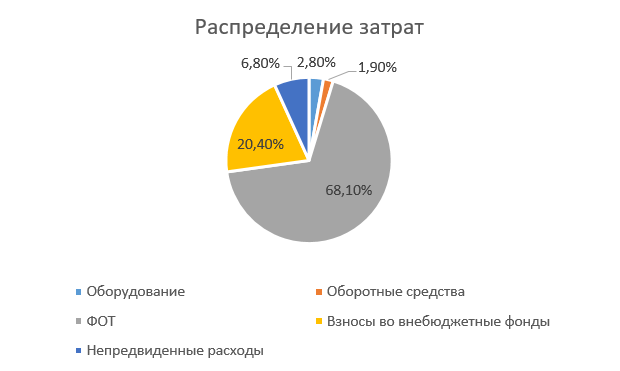 Распределение затрат
6,80% 2,80%
1,90%
20,40%
68,10%
Оборудование
Оборотные средства
ФОТ
Взносы во внебюджетные фонды
Непредвиденные расходы